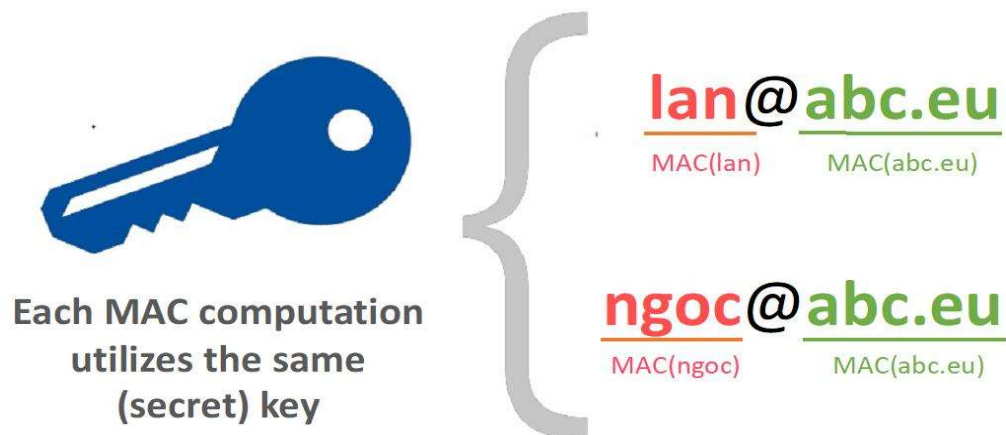 lan@abc.eu
MAC(lan) MAC(abc.eu)
Each MAC computation
utilizes the same
(secret) key
ngoc@abc.eu
MAC(ngoc) MAC(abc.eu)